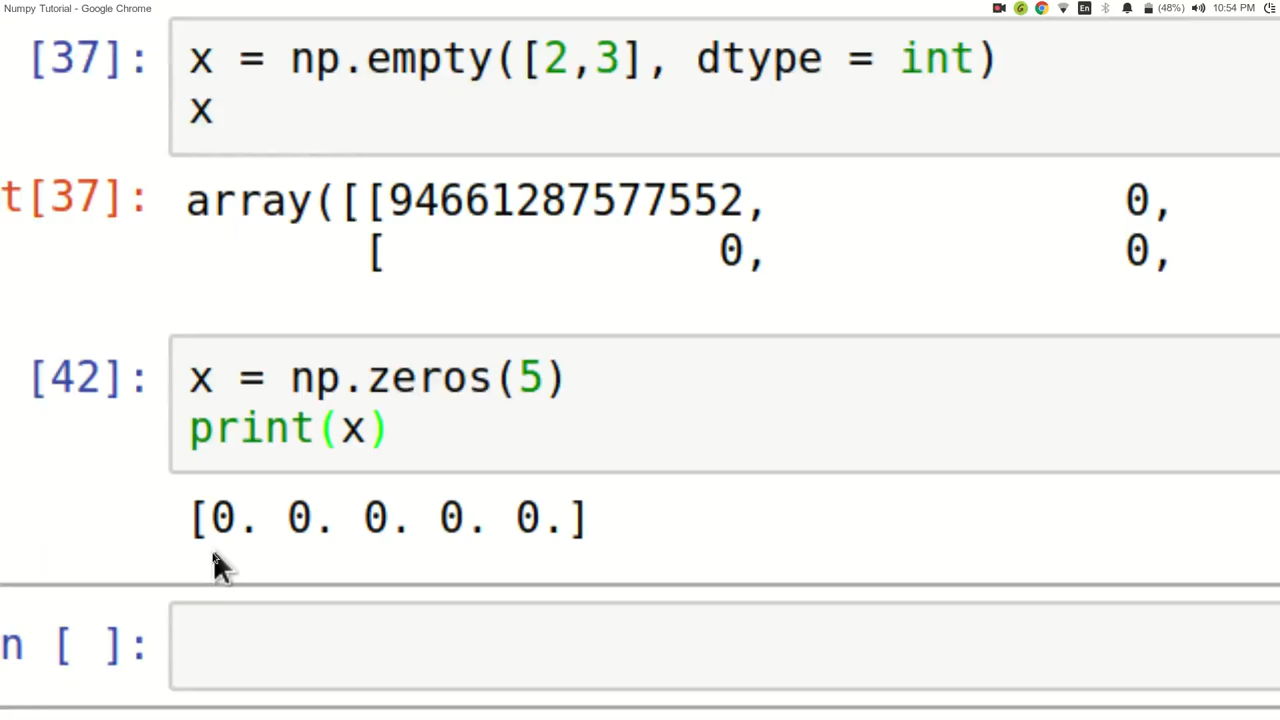 Numpy Tutorial - Google Chrome En (48%) 10:54 PM
[37]: x = np.empty([2,3], dtype = int)
x
t[37]: array([[94661287577552, 0,
[ 0, 0,
[42]: x = np.zeros(5)
print(x)
[0. 0. 0. 0. 0.]
n [ ]: